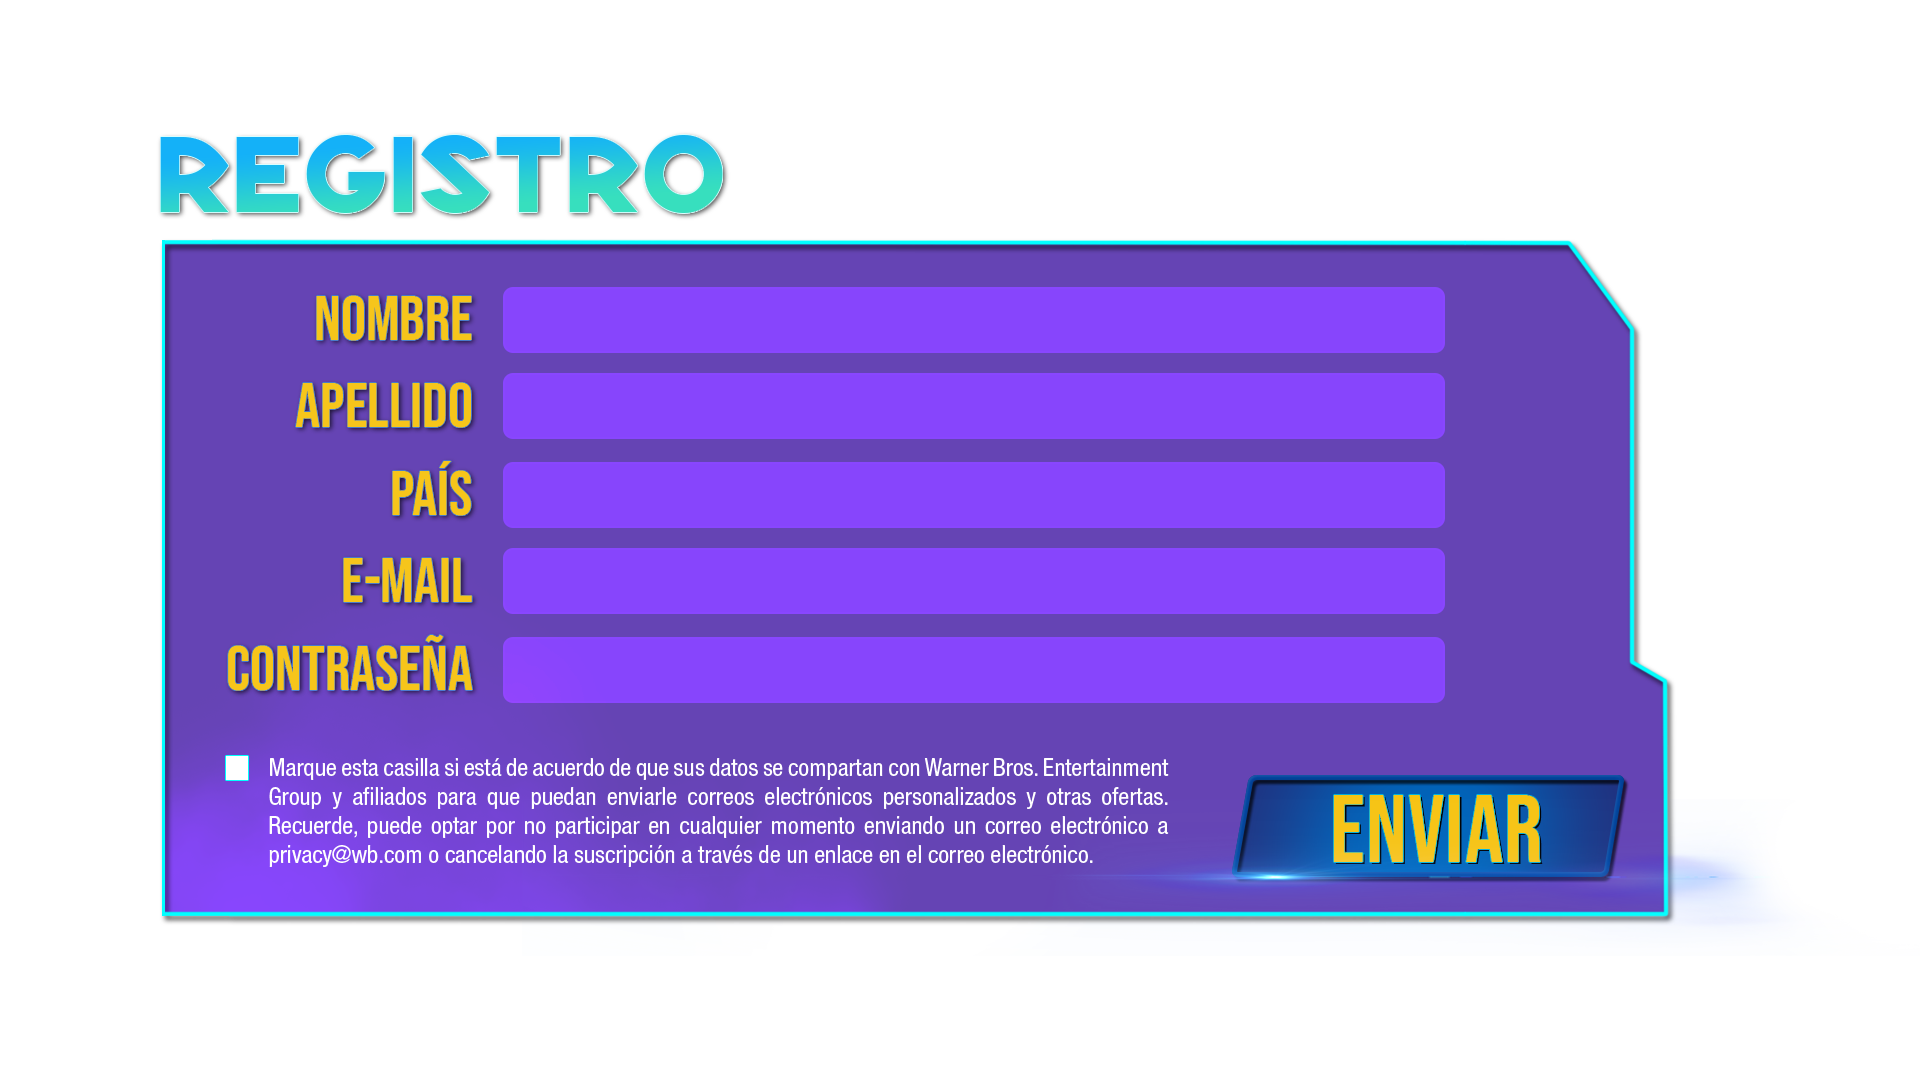 REGISTRO
NOMBRE
APELLIDO
PAÍS
E-MAIL
CONTRASEÑA
Marque esta casilla si está de acuerdo de que sus datos se compartan con Warner Bros. Entertainment
Group y afiliados para que puedan enviarle correos electrónicos personalizados y otras ofertas.
Recuerde, puede optar por no participar en cualquier momento enviando un correo electrónico a
privacy@wb.com o cancelando la suscripción a través de un enlace en el correo electrónico.
ENVIAR